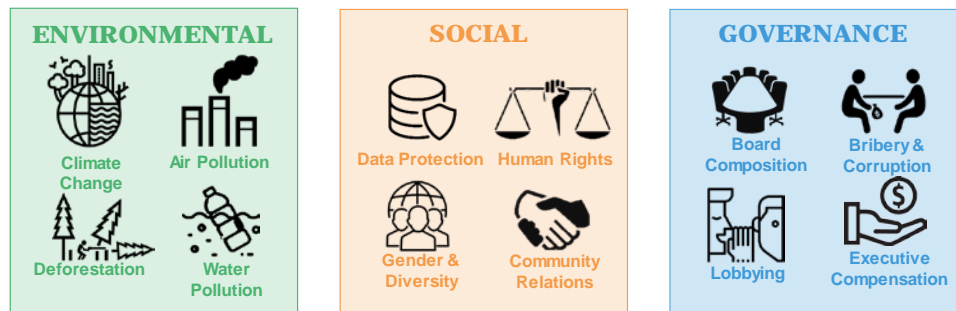 ENVIRONMENTAL
Climate
Change
Air Pollution
Deforestation
Water
Pollution
SOCIAL
Data Protection
Human Rights
Gender &
Diversity
Community
Relations
GOVERNANCE
Board
Composition
Bribery &
Corruption
Lobbying
$
Executive
Compensation